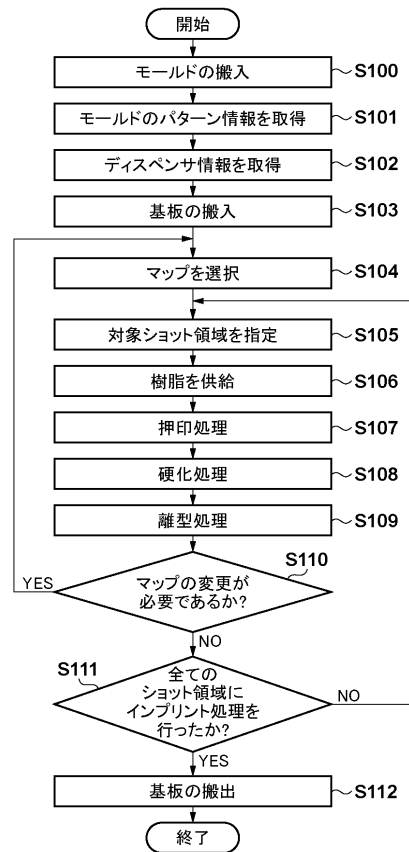 開始
モールドの搬入 S100
モールドのパターン情報を取得 S101
ディスペンサ情報を取得 S102
基板の搬入 S103
マップを選択 S104
対象ショット領域を指定 S105
樹脂を供給 S106
押印処理 S107
硬化処理 S108
離型処理 S109
S110
YES
マップの変更が
必要であるか?
NO
S111
全ての
ショット領域に
インプリント処理を
行ったか?
NO
YES
基板の搬出 S112
終了